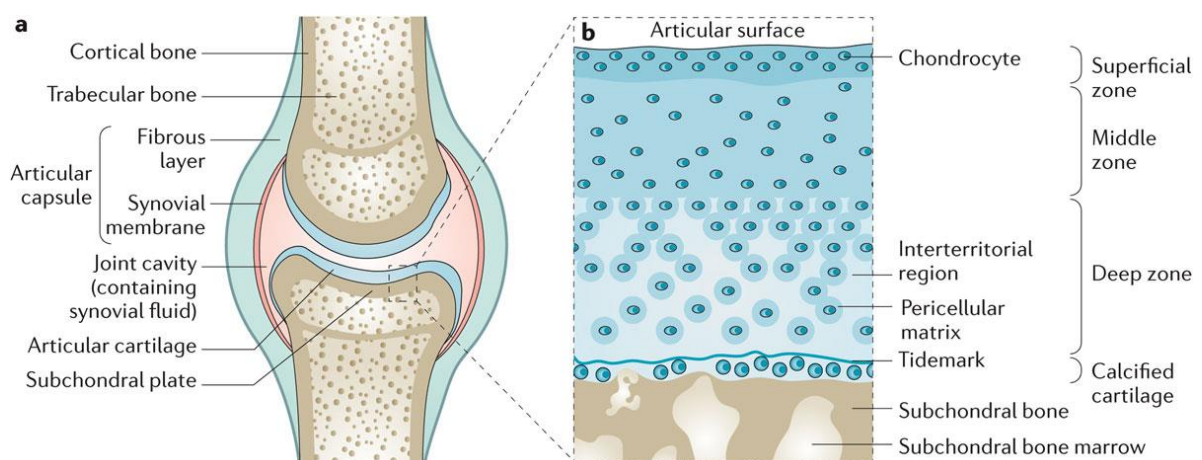 a
Cortical bone
Trabecular bone
Fibrous
layer
Articular
capsule
Synovial
membrane
Joint cavity
(containing
synovial fluid)
Articular cartilage
Subchondral plate
b
Articular surface
Chondrocyte
Interterritorial
region
Pericellular
matrix
Tidemark
Subchondral bone
Subchondral bone marrow
Superficial
zone
Middle
zone
Deep zone
Calcified
cartilage